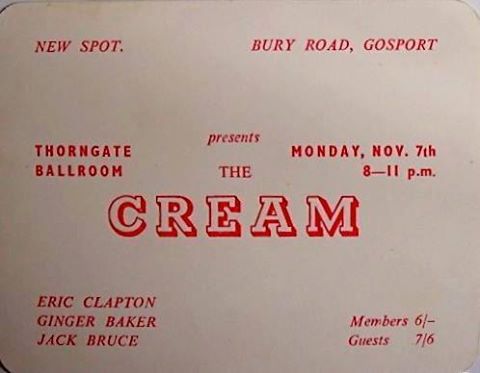 NEW SPOT.
BURY ROAD, GOSPORT
presents
THORNGATE
BALLROOM
THE
MONDAY, NOV. 7th
8—11 p.m.
CREAM
ERIC CLAPTON
GINGER BAKER
JACK BRUCE
Members 6/–
Guests 7/6